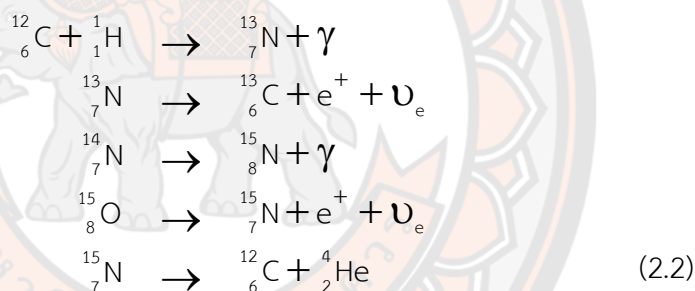 ¹²₆C + ¹₁H → ¹³₇N + γ
¹³₇N → ¹³₆C + e⁺ + υₑ
¹⁴₇N → ¹⁵₈N + γ
¹⁵₈O → ¹⁵₇N + e⁺ + υₑ
¹⁵₇N → ¹²₆C + ⁴₂He (2.2)